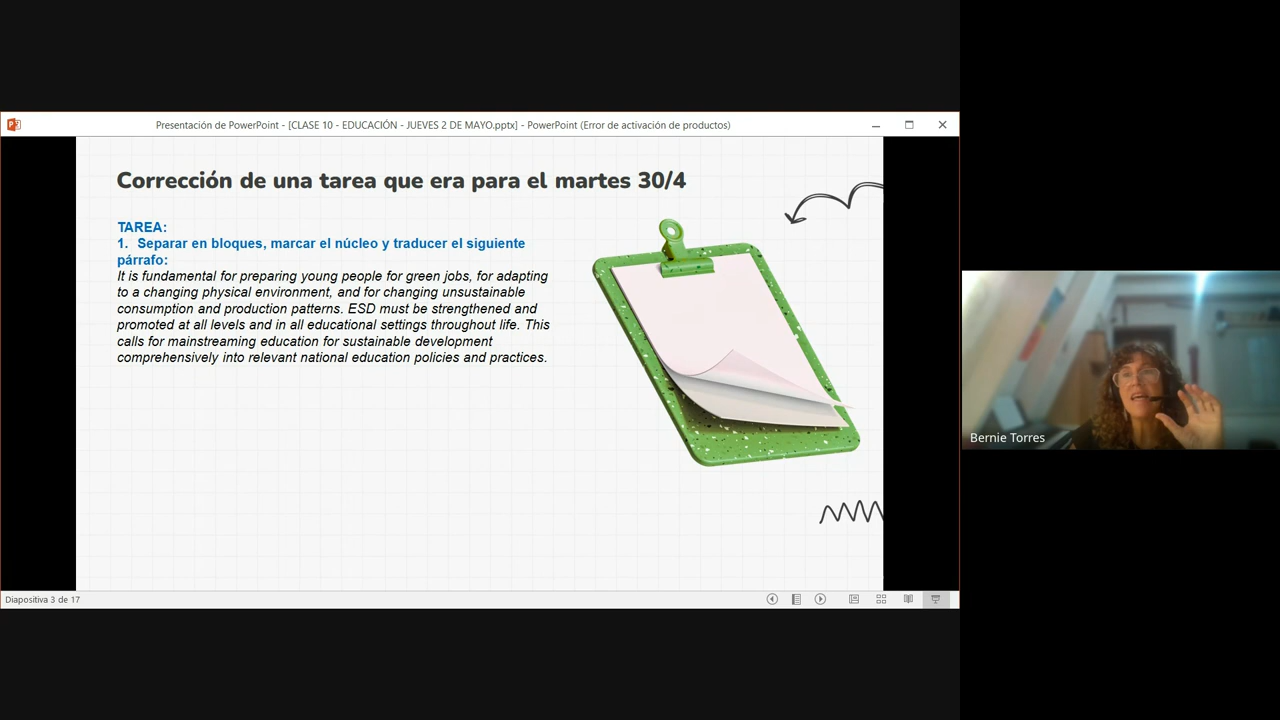 Presentación de PowerPoint - [CLASE 10 - EDUCACIÓN - JUEVES 2 DE MAYO.pptx] - PowerPoint (Error de activación de productos)
Corrección de una tarea que era para el martes 30/4
TAREA:
1. Separar en bloques, marcar el núcleo y traducer el siguiente
párrafo:
It is fundamental for preparing young people for green jobs, for adapting
to a changing physical environment, and for changing unsustainable
consumption and production patterns. ESD must be strengthened and
promoted at all levels and in all educational settings throughout life. This
calls for mainstreaming education for sustainable development
comprehensively into relevant national education policies and practices.
Bernie Torres
Diapositiva 3 de 17